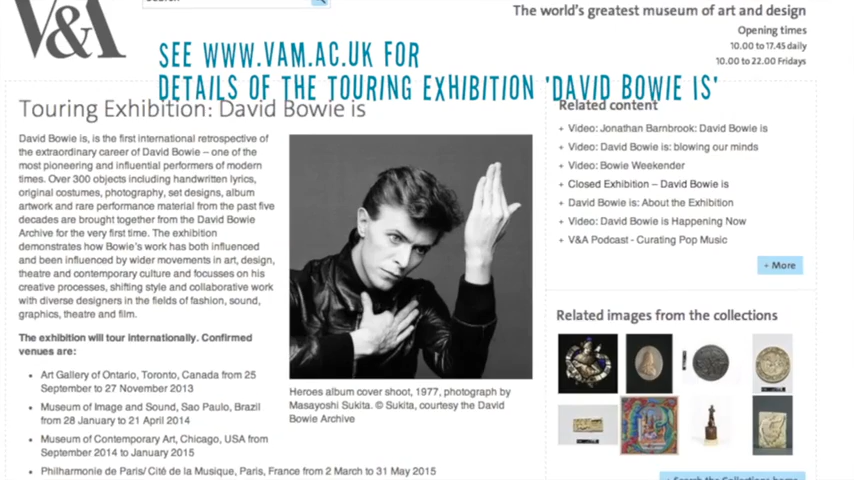 V&A
The world's greatest museum of art and design
Opening times
10.00 to 17.45 daily
10.00 to 22.00 Fridays
SEE WWW.VAM.AC.UK FOR
DETAILS OF THE TOURING EXHIBITION 'DAVID BOWIE IS'
Touring Exhibition: David Bowie is
David Bowie is, is the first international retrospective of
the extraordinary career of David Bowie – one of the
most pioneering and influential performers of modern
times. Over 300 objects including handwritten lyrics,
original costumes, photography, set designs, album
artwork and rare performance material from the past five
decades are brought together from the David Bowie
Archive for the very first time. The exhibition
demonstrates how Bowie's work has both influenced
and been influenced by wider movements in art, design,
theatre and contemporary culture and focusses on his
creative processes, shifting style and collaborative work
with diverse designers in the fields of fashion, sound,
graphics, theatre and film.
The exhibition will tour internationally. Confirmed
venues are:
• Art Gallery of Ontario, Toronto, Canada from 25
September to 27 November 2013
• Museum of Image and Sound, Sao Paulo, Brazil
from 28 January to 21 April 2014
• Museum of Contemporary Art, Chicago, USA from
September 2014 to January 2015
• Philharmonie de Paris/ Cité de la Musique, Paris, France from 2 March to 31 May 2015
Heroes album cover shoot, 1977, photograph by
Masayoshi Sukita. © Sukita, courtesy the David
Bowie Archive
Related content
+ Video: Jonathan Barnbrook: David Bowie is
+ Video: David Bowie is: blowing our minds
+ Video: Bowie Weekender
+ Closed Exhibition – David Bowie is
+ David Bowie is: About the Exhibition
+ Video: David Bowie is Happening Now
+ V&A Podcast - Curating Pop Music
+ More
Related images from the collections
+ Search the Collections home